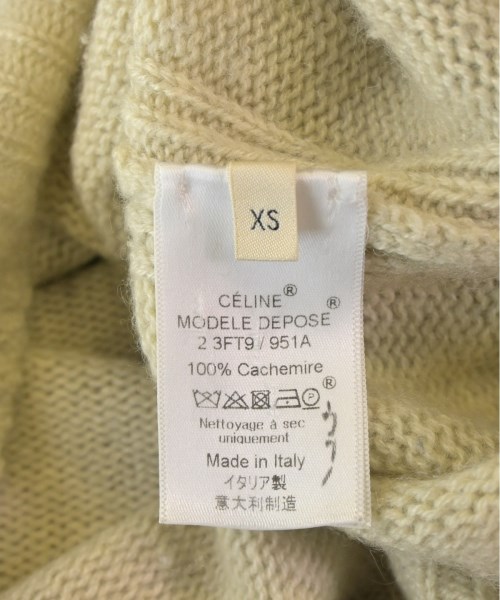 XS
CÉLINE®
MODELE DEPOSE®
2 3FT9 / 951A
100% Cachemire
®
P
Nettoyage à sec
uniquement
Made in Italy
イタリア製
意大利制造